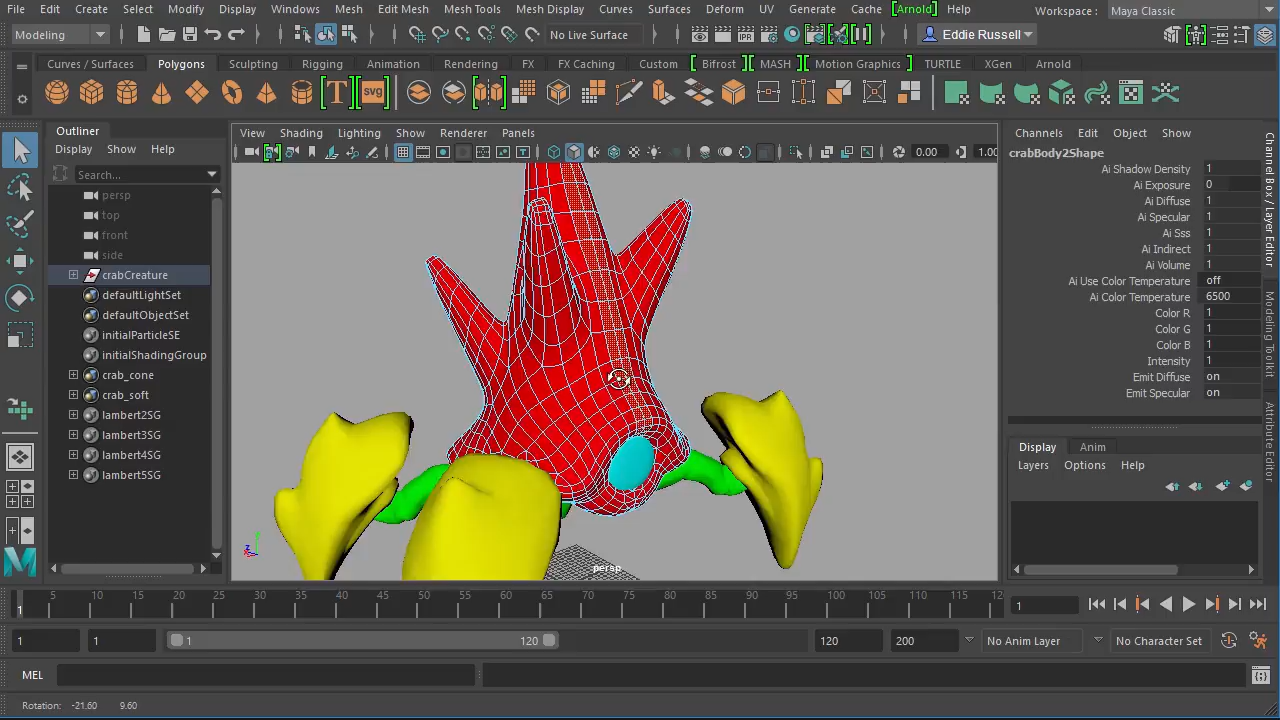 File Edit Create Select Modify Display Windows Mesh Edit Mesh Mesh Tools Mesh Display Curves Surfaces Deform UV Generate Cache [Arnold] Help Workspace : Maya Classic
Modeling No Live Surface Eddie Russell
Curves / Surfaces Polygons Sculpting Rigging Animation Rendering FX FX Caching Custom Bifrost MASH Motion Graphics TURTLE XGen Arnold
T svg
Outliner
Display Show Help
Search...
persp
top
front
side
crabCreature
defaultLightSet
defaultObjectSet
initialParticleSE
initialShadingGroup
crab_cone
crab_soft
lambert2SG
lambert3SG
lambert4SG
lambert5SG
View Shading Lighting Show Renderer Panels
0.00 1.00
persp
Channels Edit Object Show
crabBody2Shape
Ai Shadow Density 1
Ai Exposure 0
Ai Diffuse 1
Ai Specular 1
Ai Sss 1
Ai Indirect 1
Ai Volume 1
Ai Use Color Temperature off
Ai Color Temperature 6500
Color R 1
Color G 1
Color B 1
Intensity 1
Emit Diffuse on
Emit Specular on
Display Anim
Layers Options Help
Channel Box / Layer Editor
Modeling Toolkit
Attribute Editor
1 5 10 15 20 25 30 35 40 45 50 55 60 65 70 75 80 85 90 95 100 105 110 115 12
1
1 1 1 120 120 200 No Anim Layer No Character Set
MEL
Rotation: -21.60 9.60